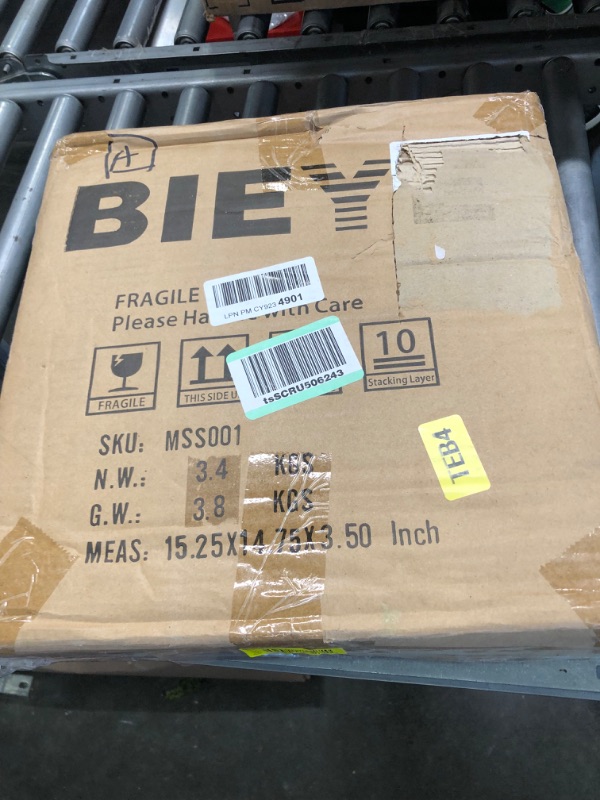 A
BIEY
FRAGILE
Please Ha with Care
LPN PM CY923 4901
tsSCRU506243
FRAGILE
THIS SIDE U
10
Stacking Layer
TEB4
SKU: MSS001
N.W.: 3.4 KGS
G.W.: 3.8 KGS
MEAS: 15.25X14.75X3.50 Inch